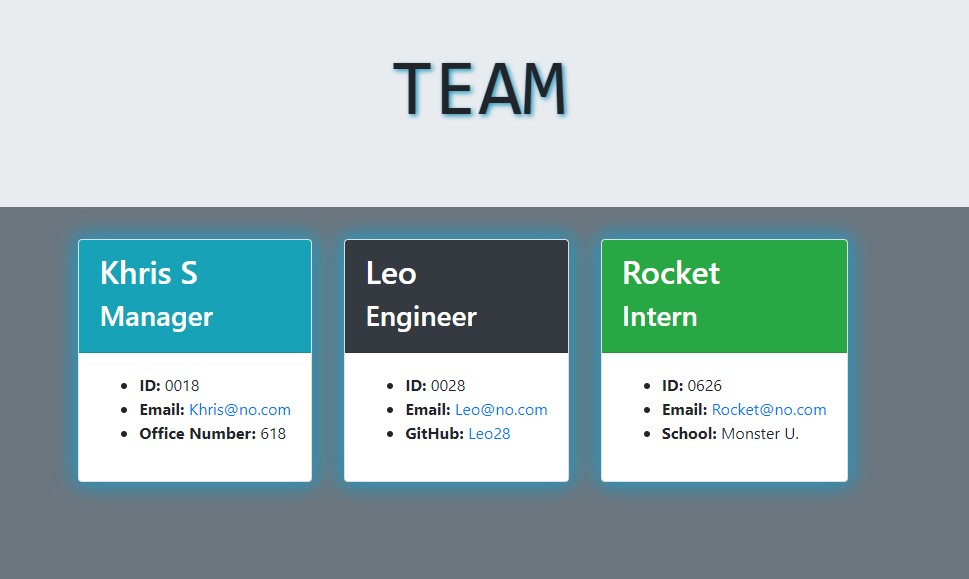 TEAM
Khris S
Manager
ID: 0018
Email: Khris@no.com
Office Number: 618
Leo
Engineer
ID: 0028
Email: Leo@no.com
GitHub: Leo28
Rocket
Intern
ID: 0626
Email: Rocket@no.com
School: Monster U.